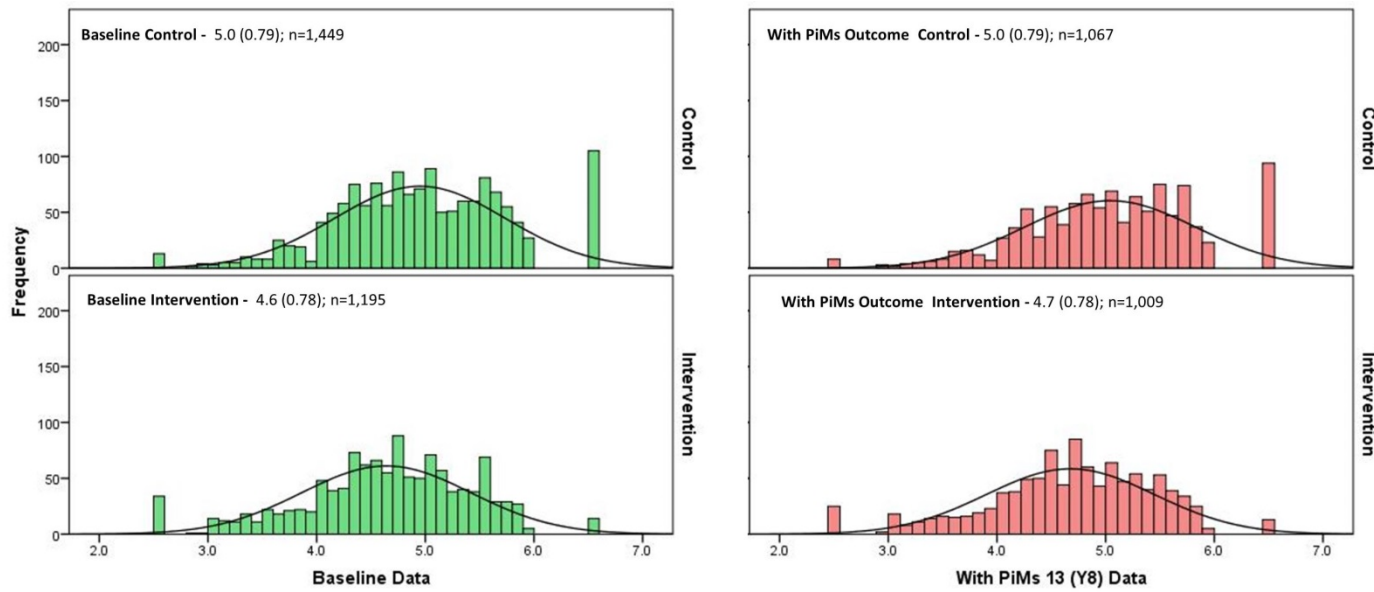 Baseline Control - 5.0 (0.79); n=1,449
200
150
100
50
0
Control
Frequency
Baseline Intervention - 4.6 (0.78); n=1,195
200
150
100
50
0
Intervention
2.0 3.0 4.0 5.0 6.0 7.0
Baseline Data
With PiMs Outcome Control - 5.0 (0.79); n=1,067
Control
With PiMs Outcome Intervention - 4.7 (0.78); n=1,009
Intervention
2.0 3.0 4.0 5.0 6.0 7.0
With PiMs 13 (Y8) Data